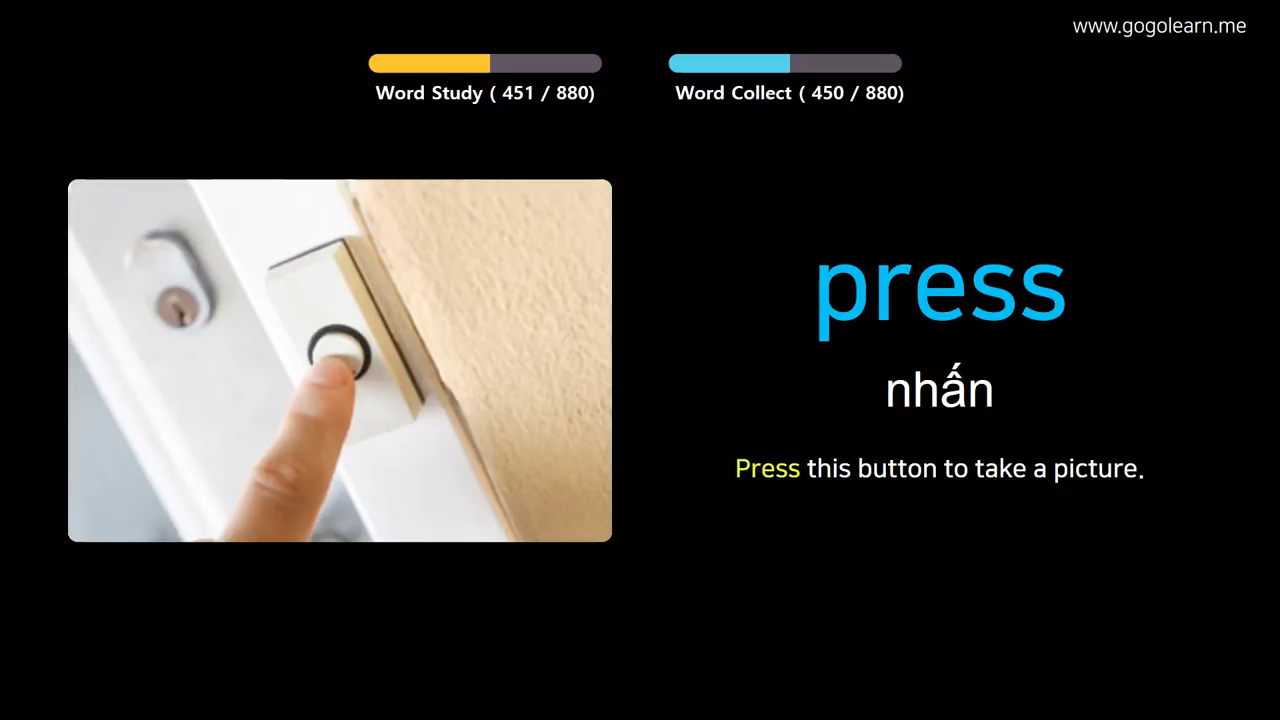 www.gogolearn.me
Word Study ( 451 / 880)
Word Collect ( 450 / 880)
press
nhấn
Press this button to take a picture.